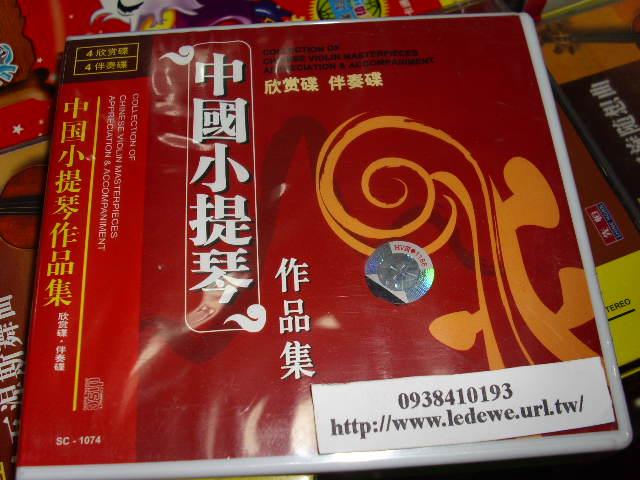 4 欣赏碟
4 伴奏碟
COLLECTION OF
CHINESE VIOLIN MASTERPIECES
APPRECIATION & ACCOMPANIMENT
中国小提琴作品集
欣赏碟·伴奏碟
disc
SC - 1074
COLLECTION OF
CHINESE VIOLIN MASTERPIECES
APPRECIATION & ACCOMPANIMENT
欣赏碟 伴奏碟
中國小提琴
作品集
0938410193
http://www.ledewe.url.tw/
STEREO